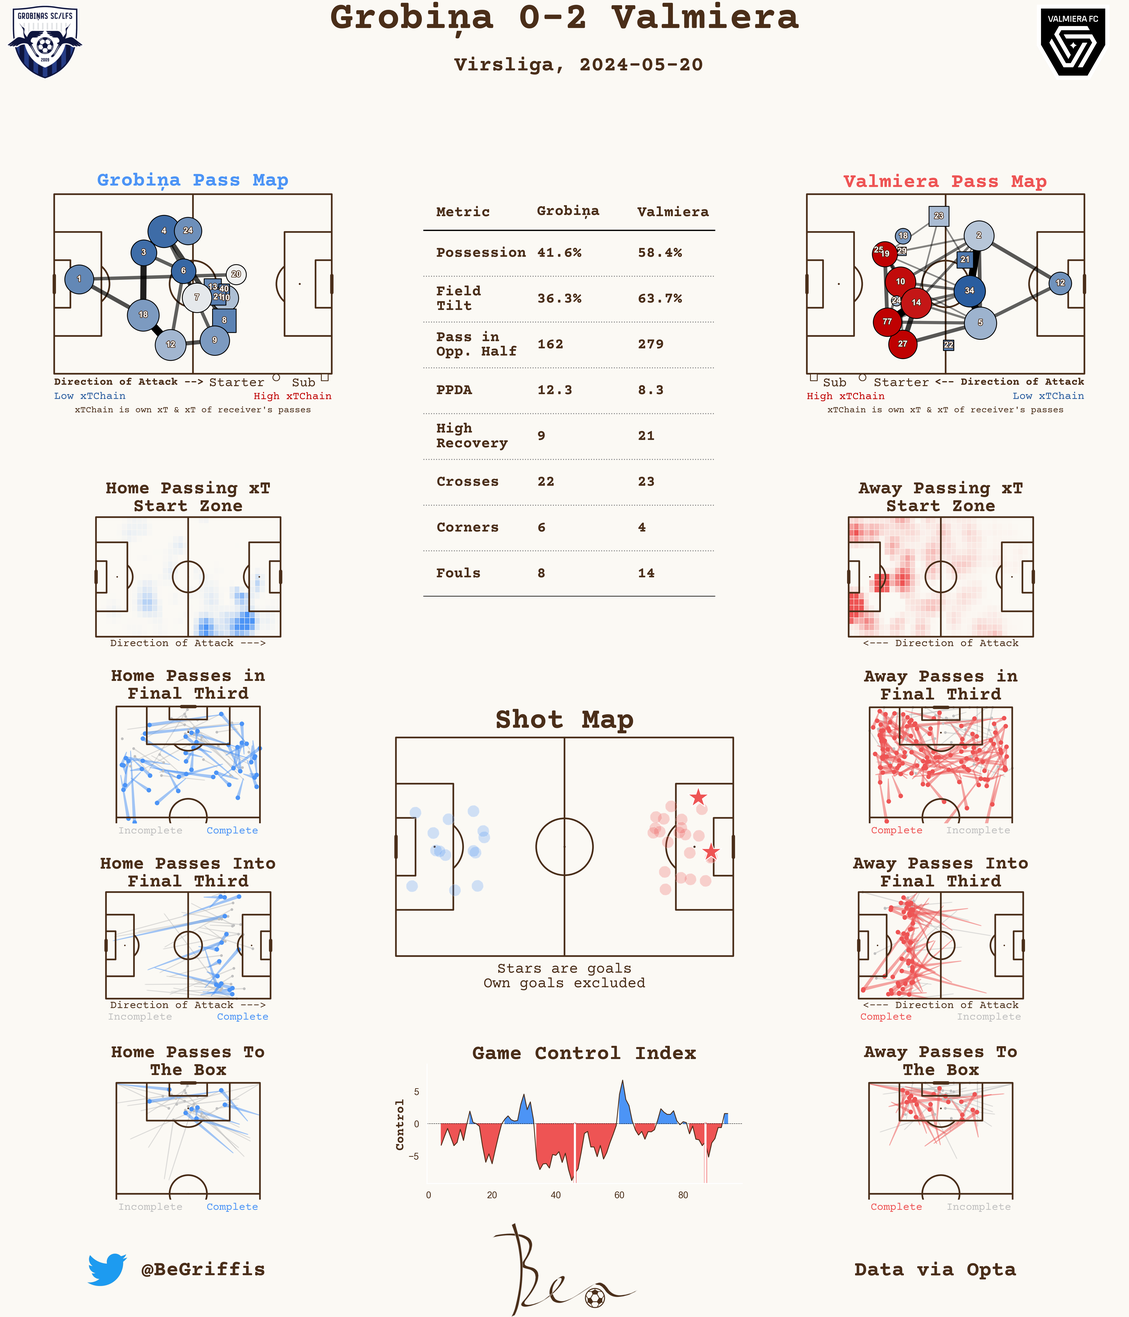 Grobiņa 0-2 Valmiera
Virsliga, 2024-05-20
GROBIŅAS SC/LFS
VALMIERA FC
Grobiņa Pass Map
4 24
3
6
1
20
13 40
21 10
7
18
8
12
9
Direction of Attack --> Starter Sub
Low xTChain High xTChain
xTChain is own xT & xT of receiver's passes
Metric Grobiņa Valmiera
Possession 41.6% 58.4%
Field
Tilt
36.3% 63.7%
Pass in
Opp. Half
162 279
PPDA 12.3 8.3
High
Recovery
9 21
Crosses 22 23
Corners 6 4
Fouls 8 14
Valmiera Pass Map
23
18
2
25
19
21
10
34
12
14
77
5
27
22
Sub Starter <-- Direction of Attack
High xTChain Low xTChain
xTChain is own xT & xT of receiver's passes
Home Passing xT
Start Zone
Direction of Attack --->
Away Passing xT
Start Zone
<--- Direction of Attack
Home Passes in
Final Third
Incomplete Complete
Shot Map
Stars are goals
Own goals excluded
Away Passes in
Final Third
Complete Incomplete
Home Passes Into
Final Third
Direction of Attack --->
Incomplete Complete
Away Passes Into
Final Third
<--- Direction of Attack
Complete Incomplete
Home Passes To
The Box
Incomplete Complete
Game Control Index
Control
5
0
−5
0 20 40 60 80
Away Passes To
The Box
Complete Incomplete
@BeGriffis
Bea
Data via Opta